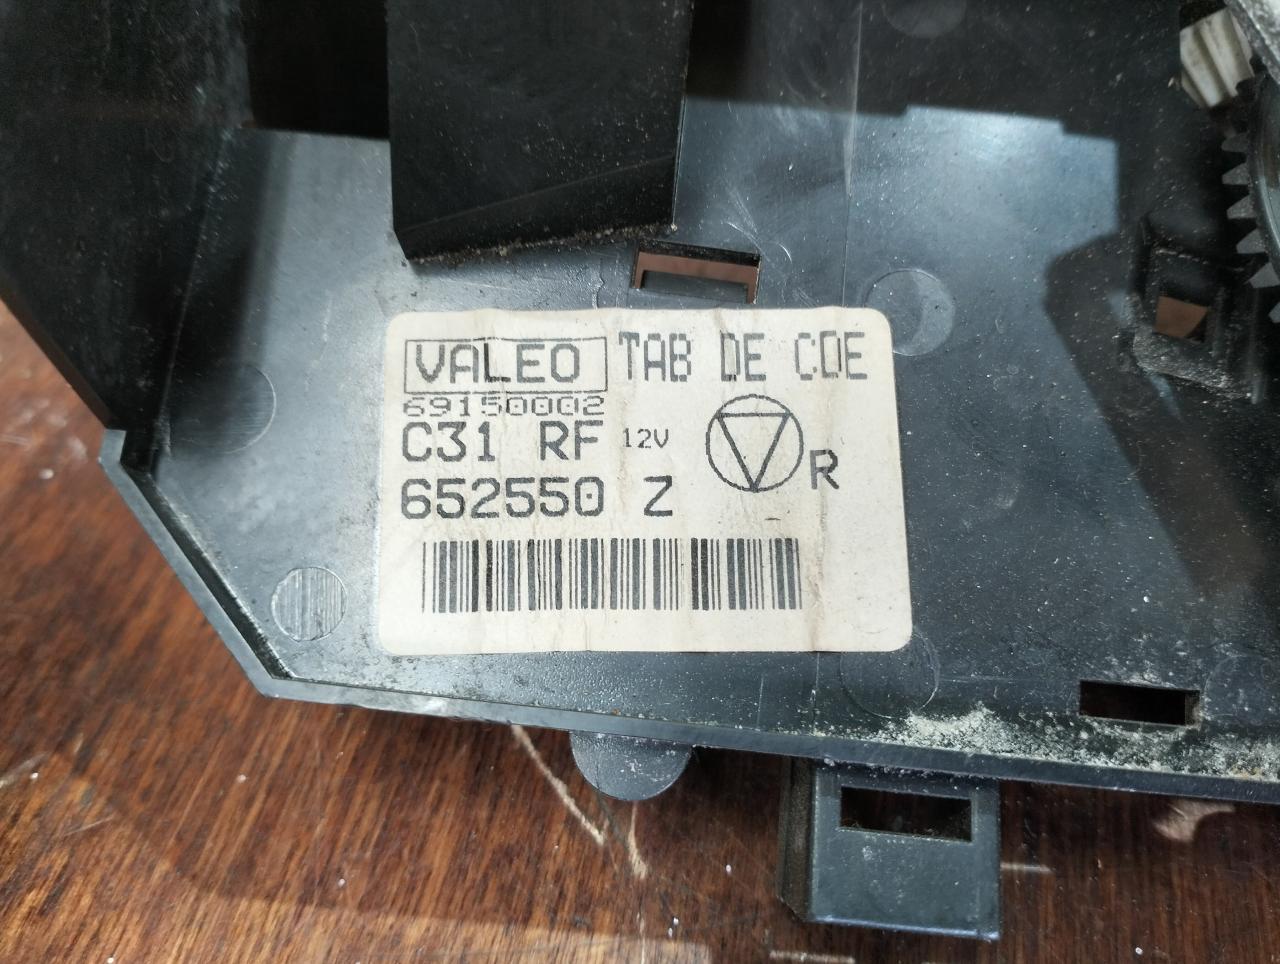 VALEO TAB DE CDE
69150002
C31 RF 12V
R
652550 Z